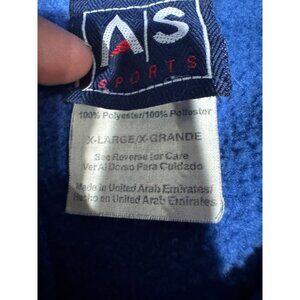 A|S
SPORTS
100% Polyester/100% Poliester
X-LARGE/X-GRANDE
See Reverse for Care
Ver Al Dorso Para Cuidado
Made in United Arab Emirates/
Hecho en United Arab Emirates